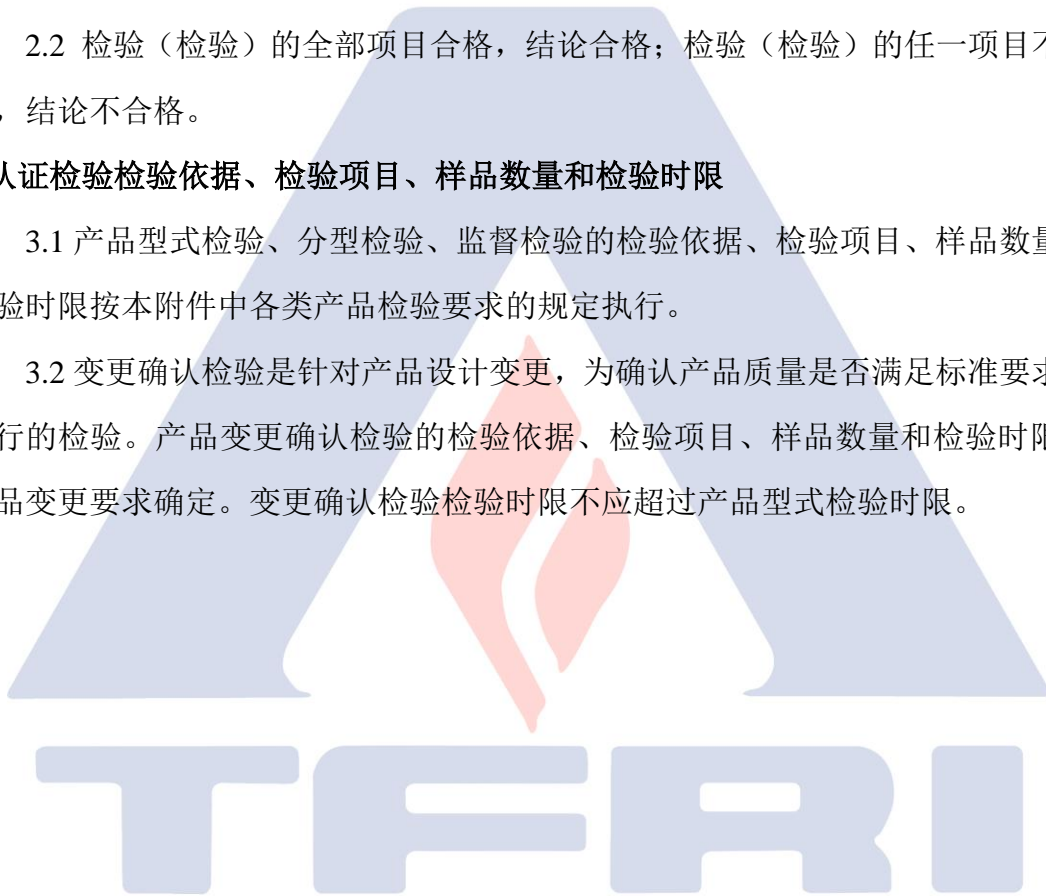 2.2 检验（检验）的全部项目合格，结论合格；检验（检验）的任一项目不
，结论不合格。
认证检验检验依据、检验项目、样品数量和检验时限
3.1 产品型式检验、分型检验、监督检验的检验依据、检验项目、样品数量
验时限按本附件中各类产品检验要求的规定执行。
3.2 变更确认检验是针对产品设计变更，为确认产品质量是否满足标准要求
行的检验。产品变更确认检验的检验依据、检验项目、样品数量和检验时限
品变更要求确定。变更确认检验检验时限不应超过产品型式检验时限。
TFRI